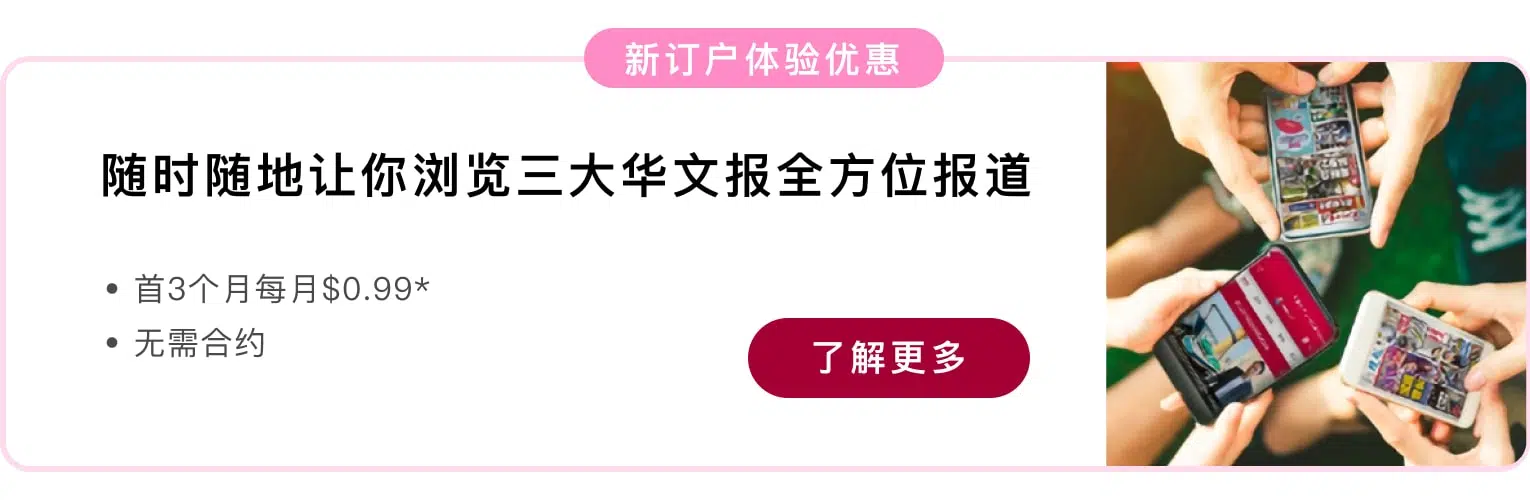 新订户体验优惠
随时随地让你浏览三大华文报全方位报道
• 首3个月每月$0.99*
• 无需合约
了解更多